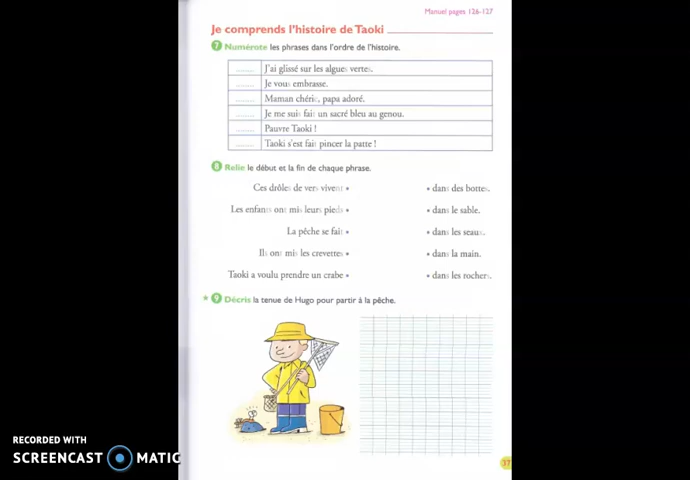 Manuel pages 126-127
Je comprends l'histoire de Taoki
7 Numérote les phrases dans l'ordre de l'histoire.
J'ai glissé sur les algues vertes.
Je vous embrasse.
Maman chérie, papa adoré.
Je me suis fait un sacré bleu au genou.
Pauvre Taoki !
Taoki s'est fait pincer la patte !
8 Relie le début et la fin de chaque phrase.
Ces drôles de vers vivent • • dans des bottes.
Les enfants ont mis leurs pieds • • dans le sable.
La pêche se fait • • dans les seaux.
Ils ont mis les crevettes • • dans la main.
Taoki a voulu prendre un crabe • • dans les rochers.
* 9 Décris la tenue de Hugo pour partir à la pêche.
37
RECORDED WITH
SCREENCAST MATIC